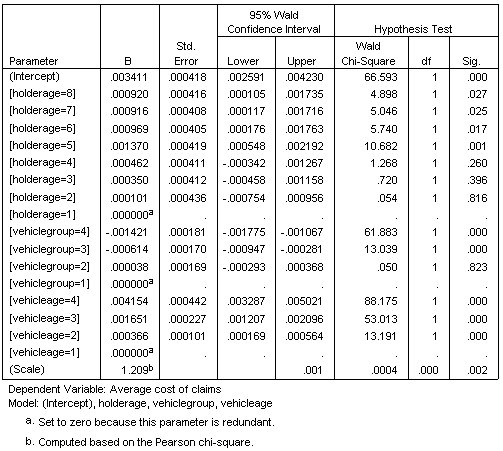 95% Wald Confidence Interval Hypothesis Test
Parameter B Std. Error Lower Upper Wald Chi-Square df Sig.
(Intercept) .003411 .000418 .002591 .004230 66.593 1 .000
[holderage=8] .000920 .000416 .000105 .001735 4.898 1 .027
[holderage=7] .000916 .000408 .000117 .001716 5.046 1 .025
[holderage=6] .000969 .000405 .000176 .001763 5.740 1 .017
[holderage=5] .001370 .000419 .000548 .002192 10.682 1 .001
[holderage=4] .000462 .000411 -.000342 .001267 1.268 1 .260
[holderage=3] .000350 .000412 -.000458 .001158 .720 1 .396
[holderage=2] .000101 .000436 -.000754 .000956 .054 1 .816
[holderage=1] .000000a . . . . . .
[vehiclegroup=4] -.001421 .000181 -.001775 -.001067 61.883 1 .000
[vehiclegroup=3] -.000614 .000170 -.000947 -.000281 13.039 1 .000
[vehiclegroup=2] .000038 .000169 -.000293 .000368 .050 1 .823
[vehiclegroup=1] .000000a . . . . . .
[vehicleage=4] .004154 .000442 .003287 .005021 88.175 1 .000
[vehicleage=3] .001651 .000227 .001207 .002096 53.013 1 .000
[vehicleage=2] .000366 .000101 .000169 .000564 13.191 1 .000
[vehicleage=1] .000000a . . . . . .
(Scale) 1.209b .001 .0004 .000 .002
Dependent Variable: Average cost of claims
Model: (Intercept), holderage, vehiclegroup, vehicleage
a. Set to zero because this parameter is redundant.
b. Computed based on the Pearson chi-square.